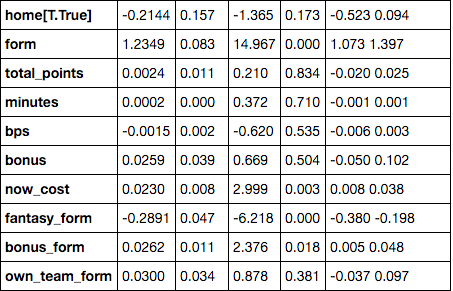 home[T.True] -0.2144 0.157 -1.365 0.173 -0.523 0.094
form 1.2349 0.083 14.967 0.000 1.073 1.397
total_points 0.0024 0.011 0.210 0.834 -0.020 0.025
minutes 0.0002 0.000 0.372 0.710 -0.001 0.001
bps -0.0015 0.002 -0.620 0.535 -0.006 0.003
bonus 0.0259 0.039 0.669 0.504 -0.050 0.102
now_cost 0.0230 0.008 2.999 0.003 0.008 0.038
fantasy_form -0.2891 0.047 -6.218 0.000 -0.380 -0.198
bonus_form 0.0262 0.011 2.376 0.018 0.005 0.048
own_team_form 0.0300 0.034 0.878 0.381 -0.037 0.097